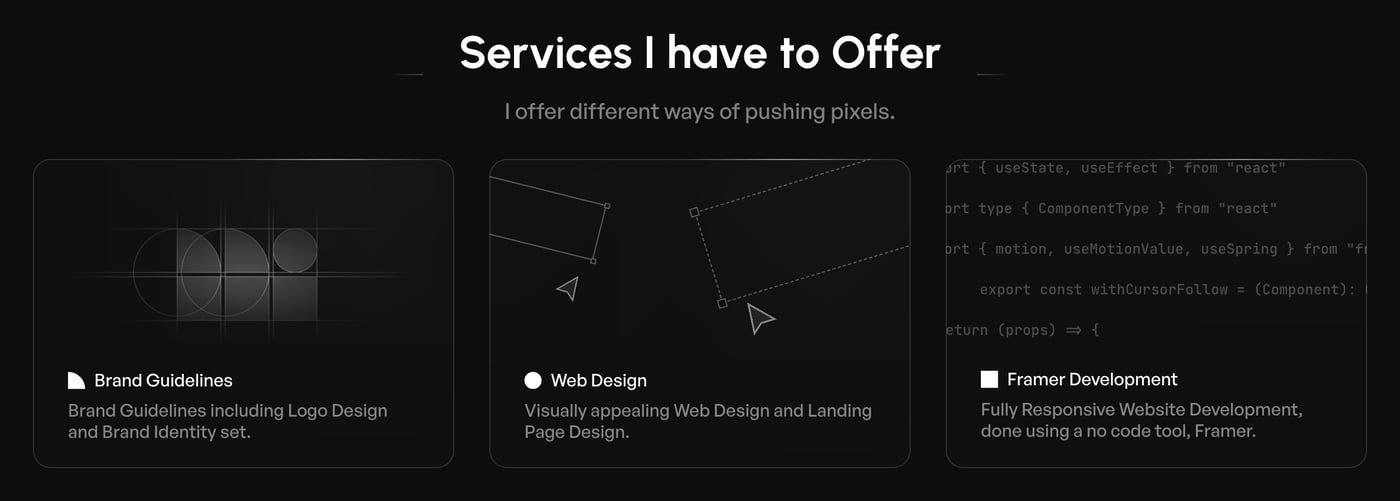 Services I have to Offer
I offer different ways of pushing pixels.
Brand Guidelines
Brand Guidelines including Logo Design
and Brand Identity set.
Web Design
Visually appealing Web Design and Landing
Page Design.
ort { useState, useEffect } from "react"
ort type { ComponentType } from "react"
ort { motion, useMotionValue, useSpring } from "fr
export const withCursorFollow = (Component):
eturn (props) => {
Framer Development
Fully Responsive Website Development,
done using a no code tool, Framer.